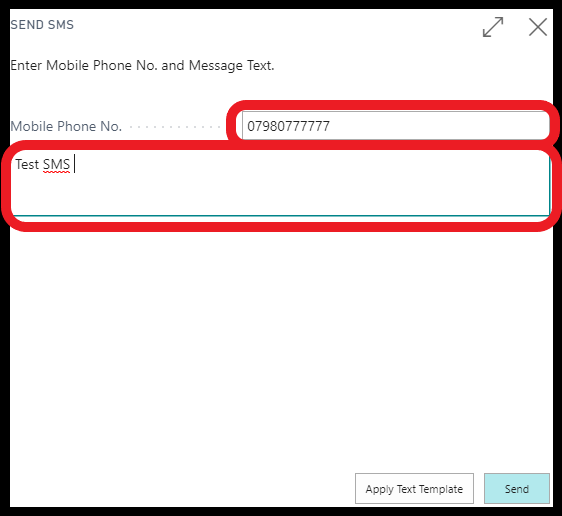 SEND SMS
Enter Mobile Phone No. and Message Text.
Mobile Phone No. 07980777777
Test SMS
Apply Text Template Send